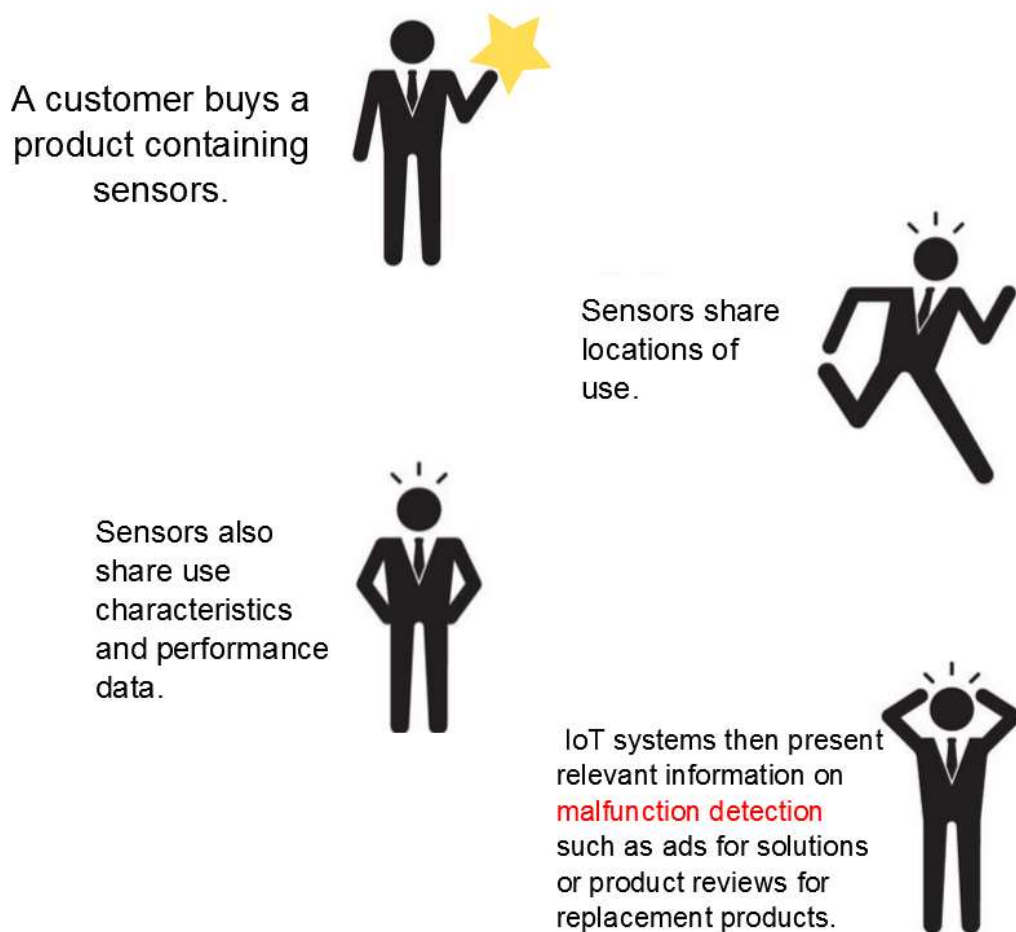 A customer buys a
product containing
sensors.
Sensors share
locations of
use.
Sensors also
share use
characteristics
and performance
data.
IoT systems then present
relevant information on
malfunction detection
such as ads for solutions
or product reviews for
replacement products.